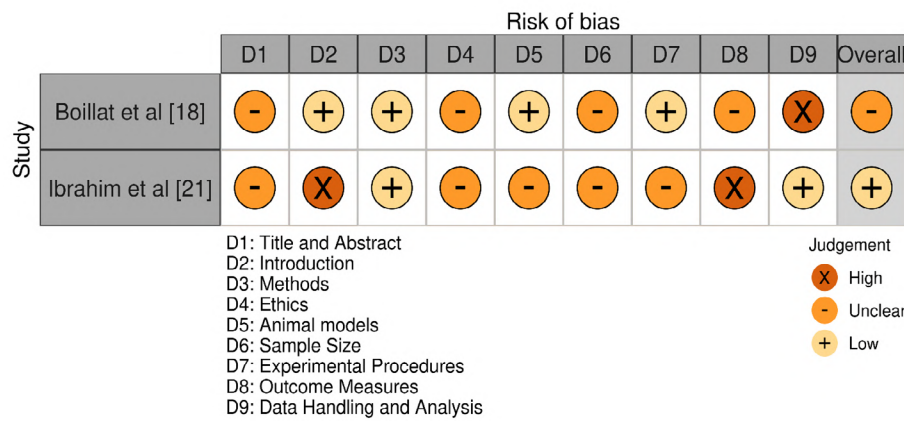 Risk of bias
D1 D2 D3 D4 D5 D6 D7 D8 D9 Overall
Study
Boillat et al [18] - + + - + - + - X -
Ibrahim et al [21] - X + - - - - X + +
D1: Title and Abstract
D2: Introduction
D3: Methods
D4: Ethics
D5: Animal models
D6: Sample Size
D7: Experimental Procedures
D8: Outcome Measures
D9: Data Handling and Analysis
Judgement
X High
- Unclear
+ Low